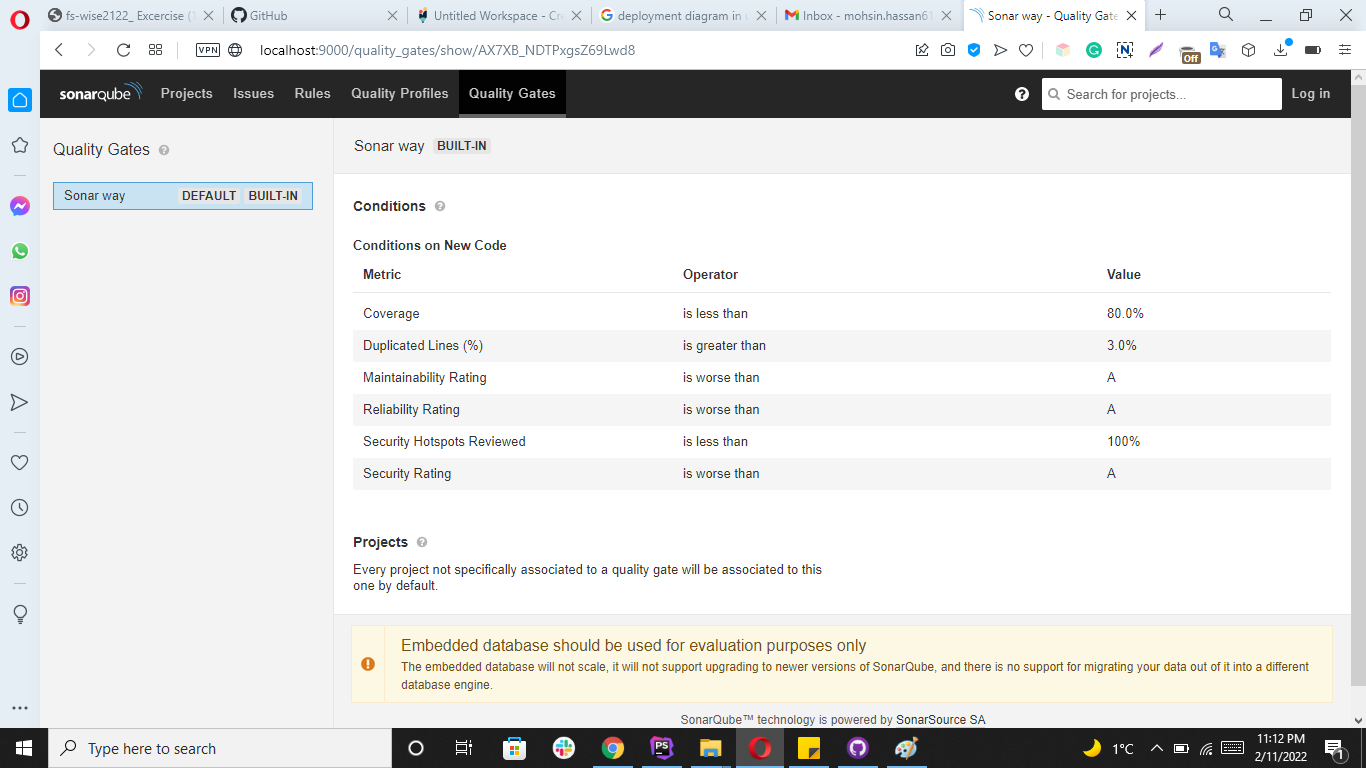 fs-wise2122_ Excercise (
GitHub
Untitled Workspace - Cre
deployment diagram in u
Inbox - mohsin.hassan61
Sonar way - Quality Gate
VPN
localhost:9000/quality_gates/show/AX7XB_NDTPxgsZ69Lwd8
Off
sonarqube
Projects
Issues
Rules
Quality Profiles
Quality Gates
Search for projects...
Log in
Quality Gates
Sonar way DEFAULT BUILT-IN
Sonar way BUILT-IN
Conditions
Conditions on New Code
Metric Operator Value
Coverage is less than 80.0%
Duplicated Lines (%) is greater than 3.0%
Maintainability Rating is worse than A
Reliability Rating is worse than A
Security Hotspots Reviewed is less than 100%
Security Rating is worse than A
Projects
Every project not specifically associated to a quality gate will be associated to this
one by default.
Embedded database should be used for evaluation purposes only
The embedded database will not scale, it will not support upgrading to newer versions of SonarQube, and there is no support for migrating your data out of it into a different
database engine.
SonarQube™ technology is powered by SonarSource SA
Type here to search
PS
1°C
11:12 PM
2/11/2022
1